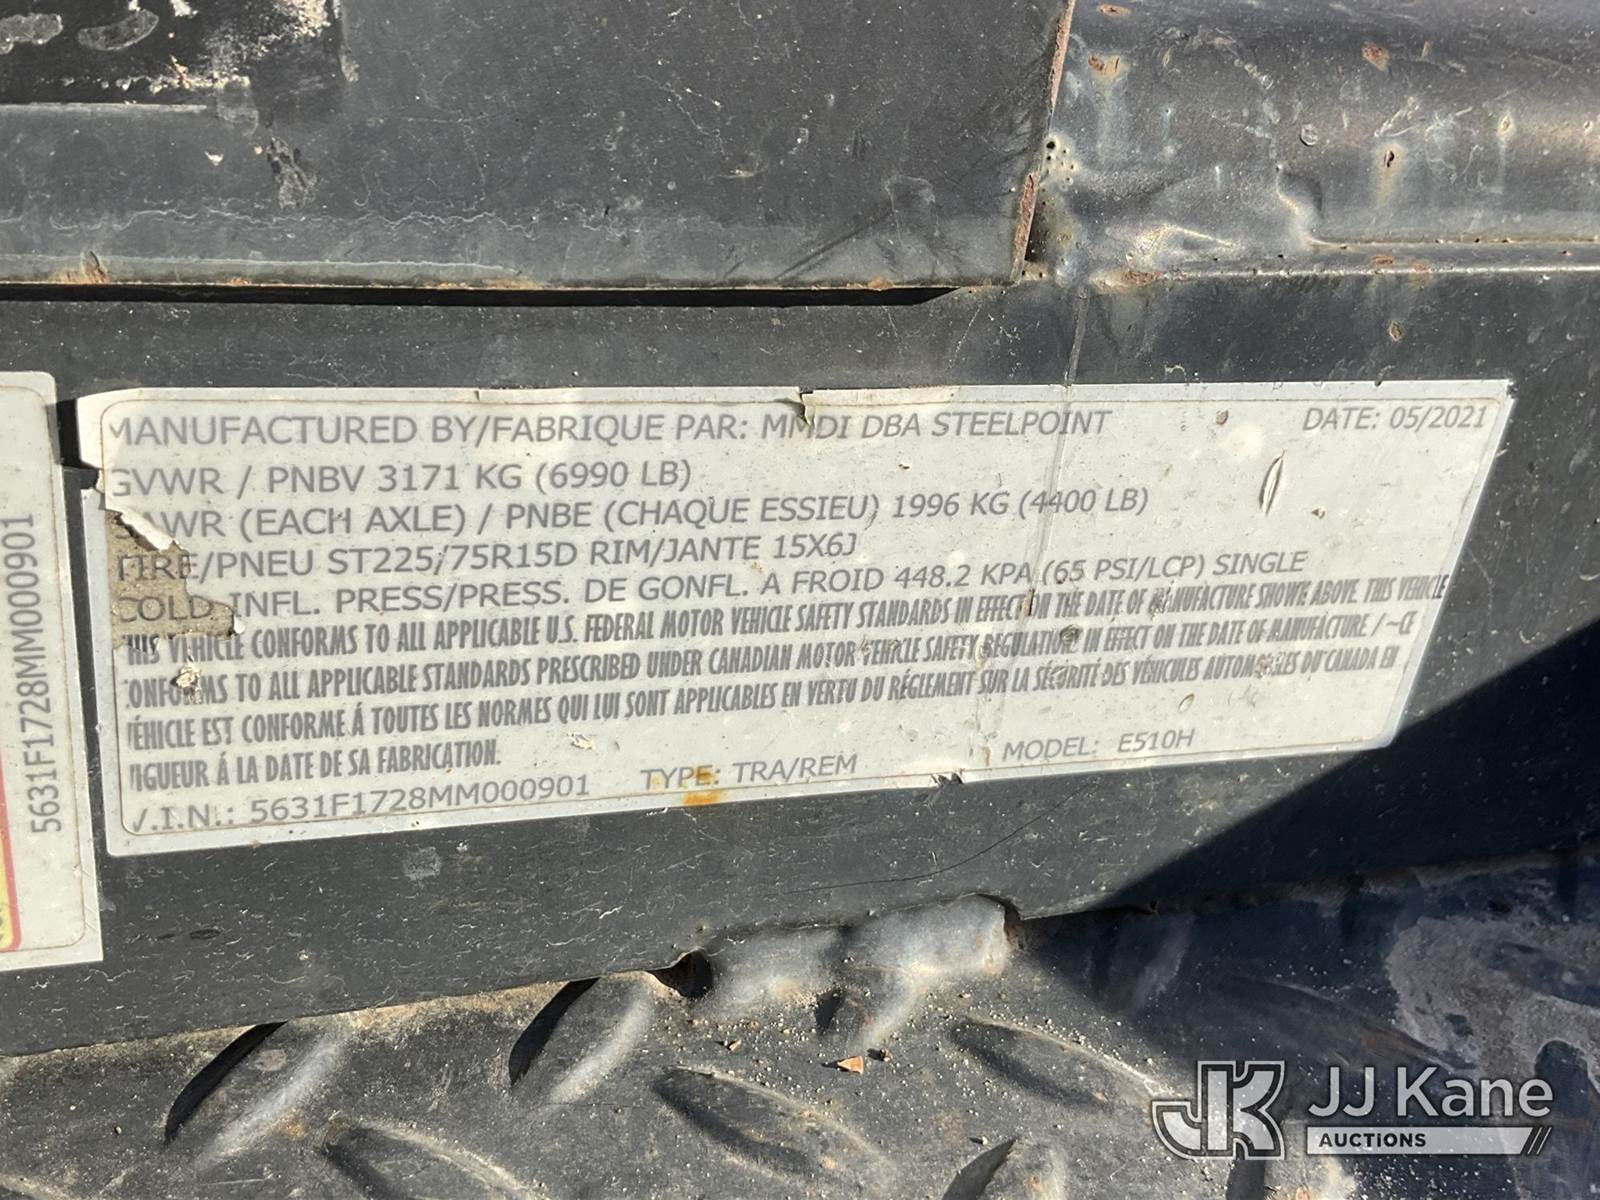 MANUFACTURED BY/FABRIQUE PAR: MMDI DBA STEELPOINT DATE: 05/2021
GVWR / PNBV 3171 KG (6990 LB)
GAWR (EACH AXLE) / PNBE (CHAQUE ESSIEU) 1996 KG (4400 LB)
TIRE/PNEU ST225/75R15D RIM/JANTE 15X6J
COLD INFL. PRESS/PRESS. DE GONFL. A FROID 448.2 KPA (65 PSI/LCP) SINGLE
THIS VEHICLE CONFORMS TO ALL APPLICABLE U.S. FEDERAL MOTOR VEHICLE SAFETY STANDARDS IN EFFECT ON THE DATE OF MANUFACTURE SHOWN ABOVE. THIS VEHICLE
CONFORMS TO ALL APPLICABLE STANDARDS PRESCRIBED UNDER CANADIAN MOTOR VEHICLE SAFETY REGULATIONS IN EFFECT ON THE DATE OF MANUFACTURE / ~CE
VÉHICLE EST CONFORME Á TOUTES LES NORMES QUI LUI SONT APPLICABLES EN VERTU DU RÉGLEMENT SUR LA SÉCURITÉ DES VÉHICULES AUTOMOBILES DU CANADA EN
VIGUEUR Á LA DATE DE SA FABRICATION.
V.I.N.: 5631F1728MM000901 TYPE: TRA/REM MODEL: E510H
5631F1728MM000901
JK JJ Kane
AUCTIONS